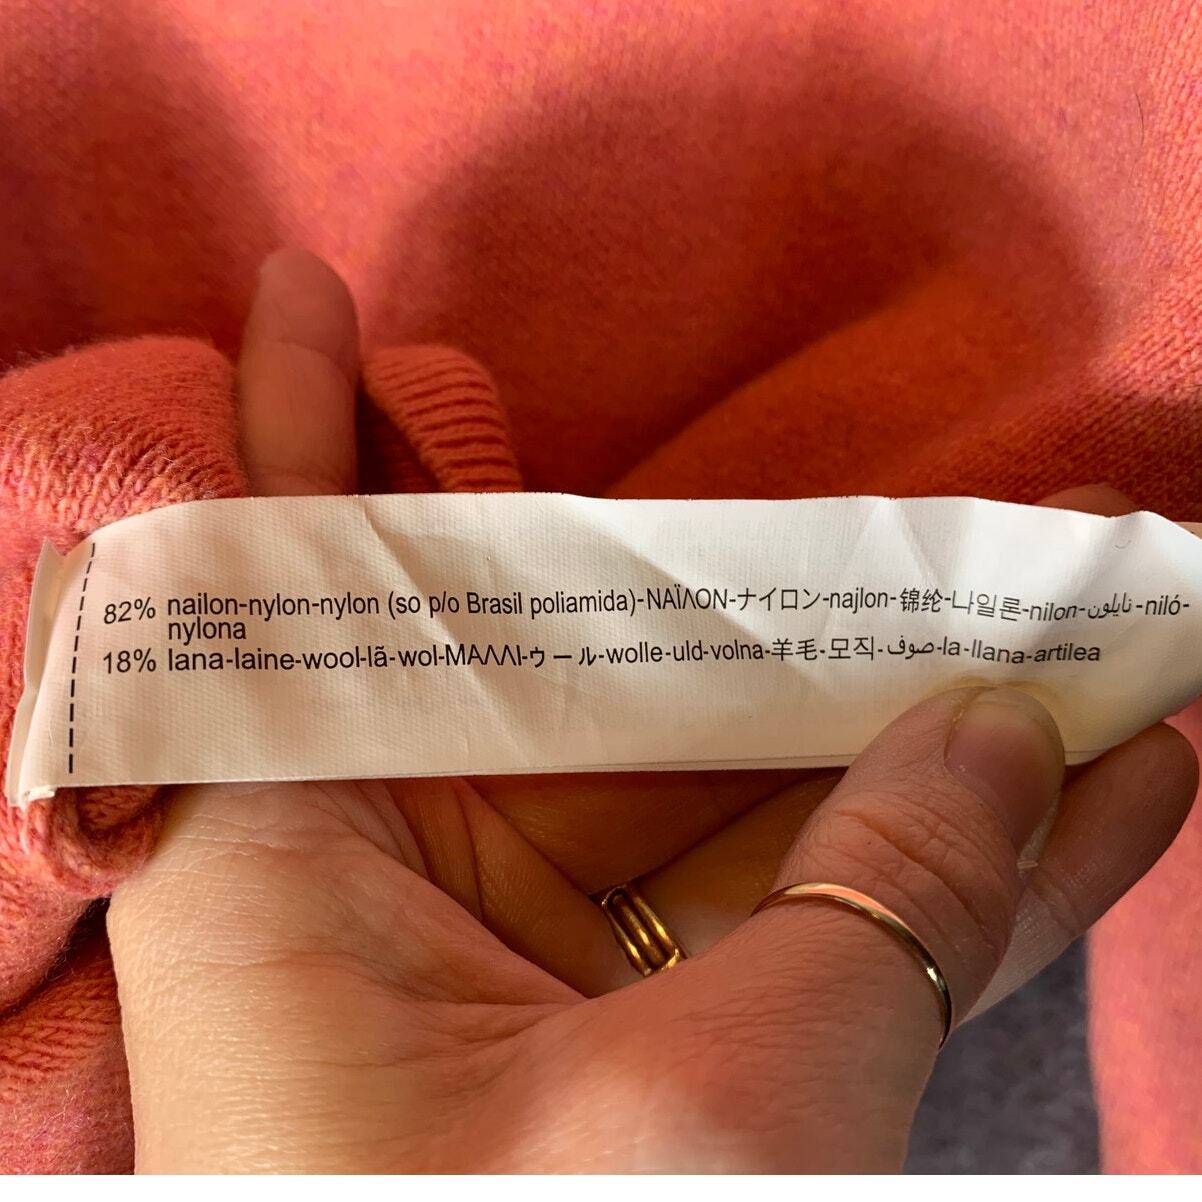 82% nailon-nylon-nylon (so p/o Brasil poliamida)-ΝΑΪΛΟΝ-ナイロン-najlon-锦纶-나일론-nilon-نايلون-niló-
nylona
18% lana-laine-wool-lã-wol-ΜΑΛΛΙ-ウール-wolle-uld-volna-羊毛-모직-صوف-la-llana-artilea